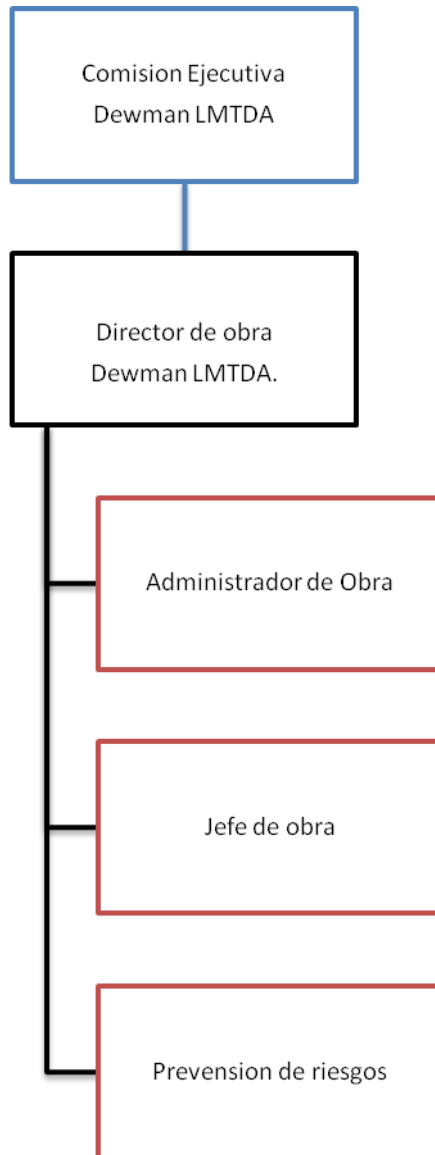 Comision Ejecutiva
Dewman LMTDA
Director de obra
Dewman LMTDA.
Administrador de Obra
Jefe de obra
Prevension de riesgos